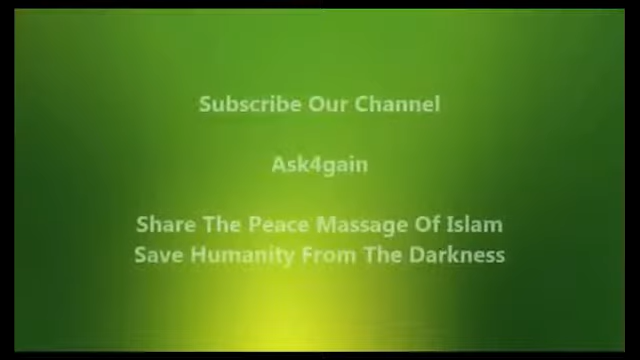 Subscribe Our Channel
Ask4gain
Share The Peace Massage Of Islam
Save Humanity From The Darkness